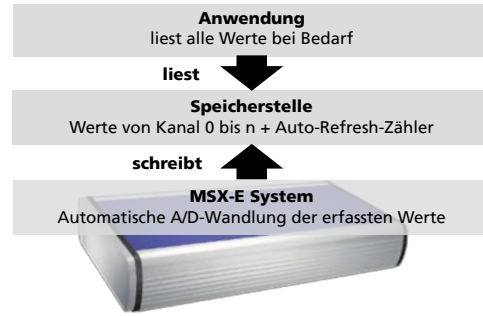 Anwendung
liest alle Werte bei Bedarf
liest
Speicherstelle
Werte von Kanal 0 bis n + Auto-Refresh-Zähler
schreibt
MSX-E System
Automatische A/D-Wandlung der erfassten Werte